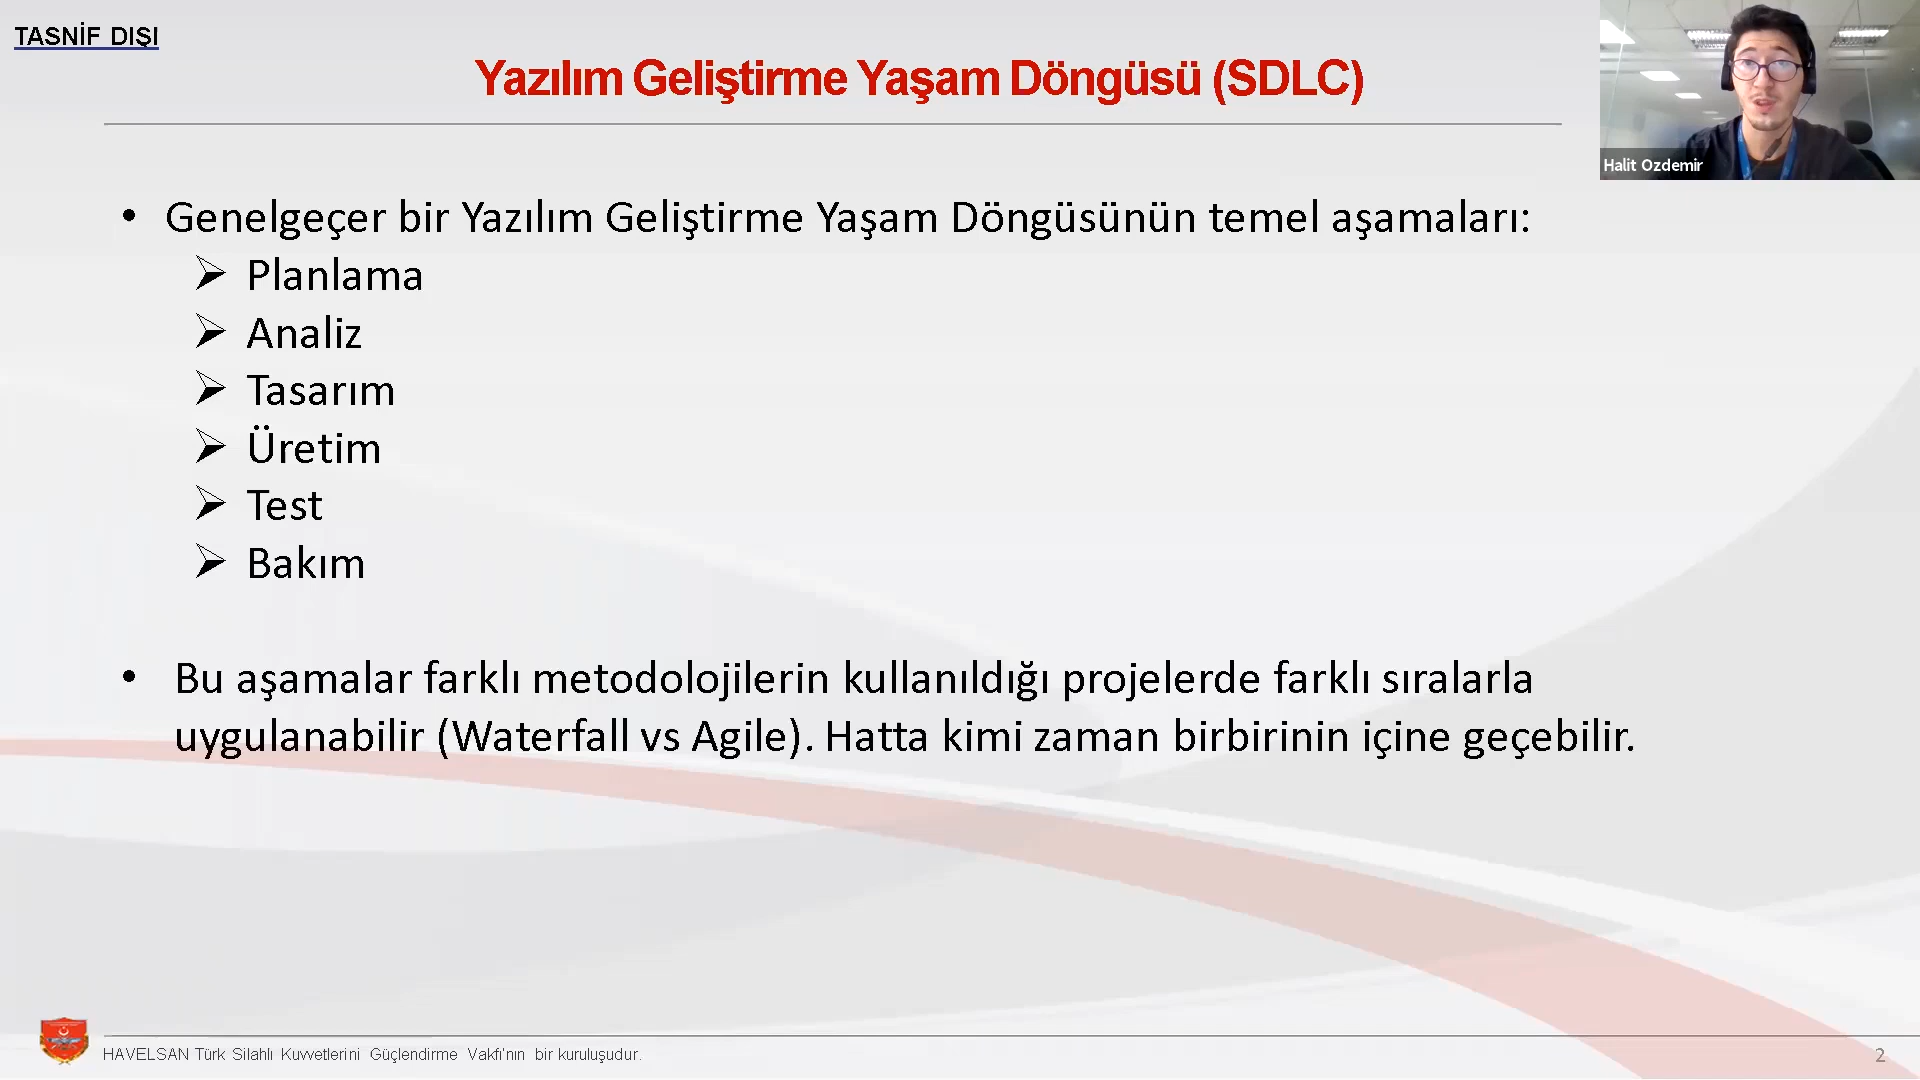 TASNİF DIŞI
Yazılım Geliştirme Yaşam Döngüsü (SDLC)
Halit Ozdemir
• Genelgeçer bir Yazılım Geliştirme Yaşam Döngüsünün temel aşamaları:
➢ Planlama
➢ Analiz
➢ Tasarım
➢ Üretim
➢ Test
➢ Bakım
• Bu aşamalar farklı metodolojilerin kullanıldığı projelerde farklı sıralarla
uygulanabilir (Waterfall vs Agile). Hatta kimi zaman birbirinin içine geçebilir.
HAVELSAN Türk Silahlı Kuvvetlerini Güçlendirme Vakfı'nın bir kuruluşudur.
2